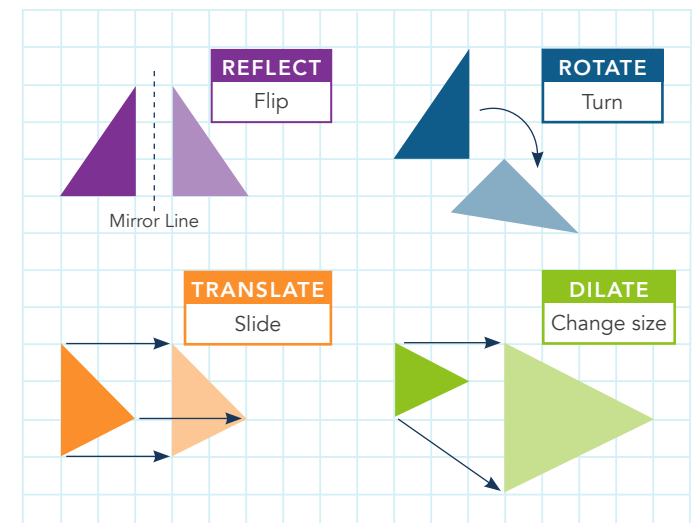 REFLECT
Flip
Mirror Line
ROTATE
Turn
TRANSLATE
Slide
DILATE
Change size